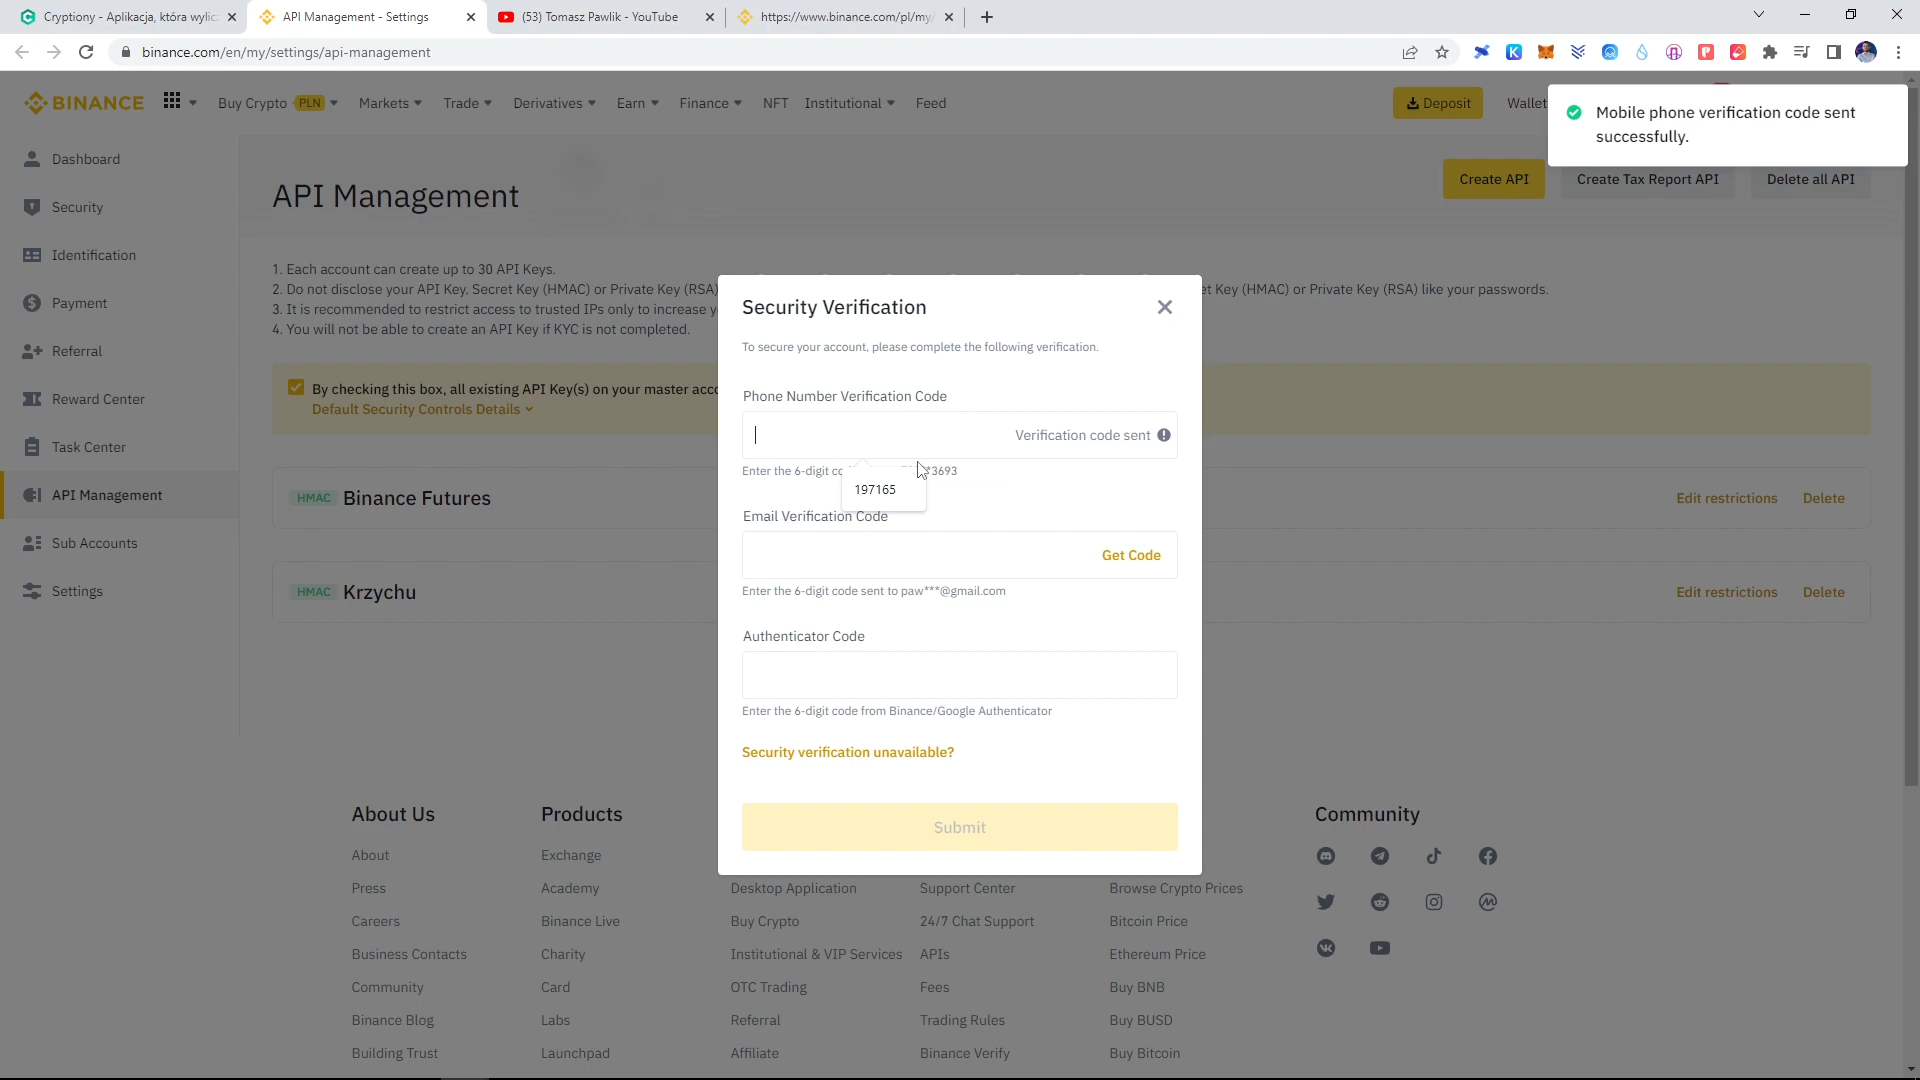 Cryptiony - Aplikacja, która wylicz
API Management - Settings
(53) Tomasz Pawlik - YouTube
https://www.binance.com/pl/my/
binance.com/en/my/settings/api-management
BINANCE
Buy Crypto PLN
Markets
Trade
Derivatives
Earn
Finance
NFT
Institutional
Feed
Deposit
Wallet
Mobile phone verification code sent
successfully.
Dashboard
Security
Identification
Payment
Referral
Reward Center
Task Center
API Management
Sub Accounts
Settings
API Management
Create API
Create Tax Report API
Delete all API
1. Each account can create up to 30 API Keys.
2. Do not disclose your API Key, Secret Key (HMAC) or Private Key (RSA) et Key (HMAC) or Private Key (RSA) like your passwords.
3. It is recommended to restrict access to trusted IPs only to increase y
4. You will not be able to create an API Key if KYC is not completed.
By checking this box, all existing API Key(s) on your master acco
Default Security Controls Details
HMAC Binance Futures
Edit restrictions
Delete
HMAC Krzychu
Edit restrictions
Delete
Security Verification
To secure your account, please complete the following verification.
Phone Number Verification Code
Verification code sent
Enter the 6-digit co *3693
197165
Email Verification Code
Get Code
Enter the 6-digit code sent to paw***@gmail.com
Authenticator Code
Enter the 6-digit code from Binance/Google Authenticator
Security verification unavailable?
Submit
About Us
About
Press
Careers
Business Contacts
Community
Binance Blog
Building Trust
Products
Exchange
Academy
Binance Live
Charity
Card
Labs
Launchpad
Desktop Application
Buy Crypto
Institutional & VIP Services
OTC Trading
Referral
Affiliate
Support Center
24/7 Chat Support
APIs
Fees
Trading Rules
Binance Verify
Browse Crypto Prices
Bitcoin Price
Ethereum Price
Buy BNB
Buy BUSD
Buy Bitcoin
Community